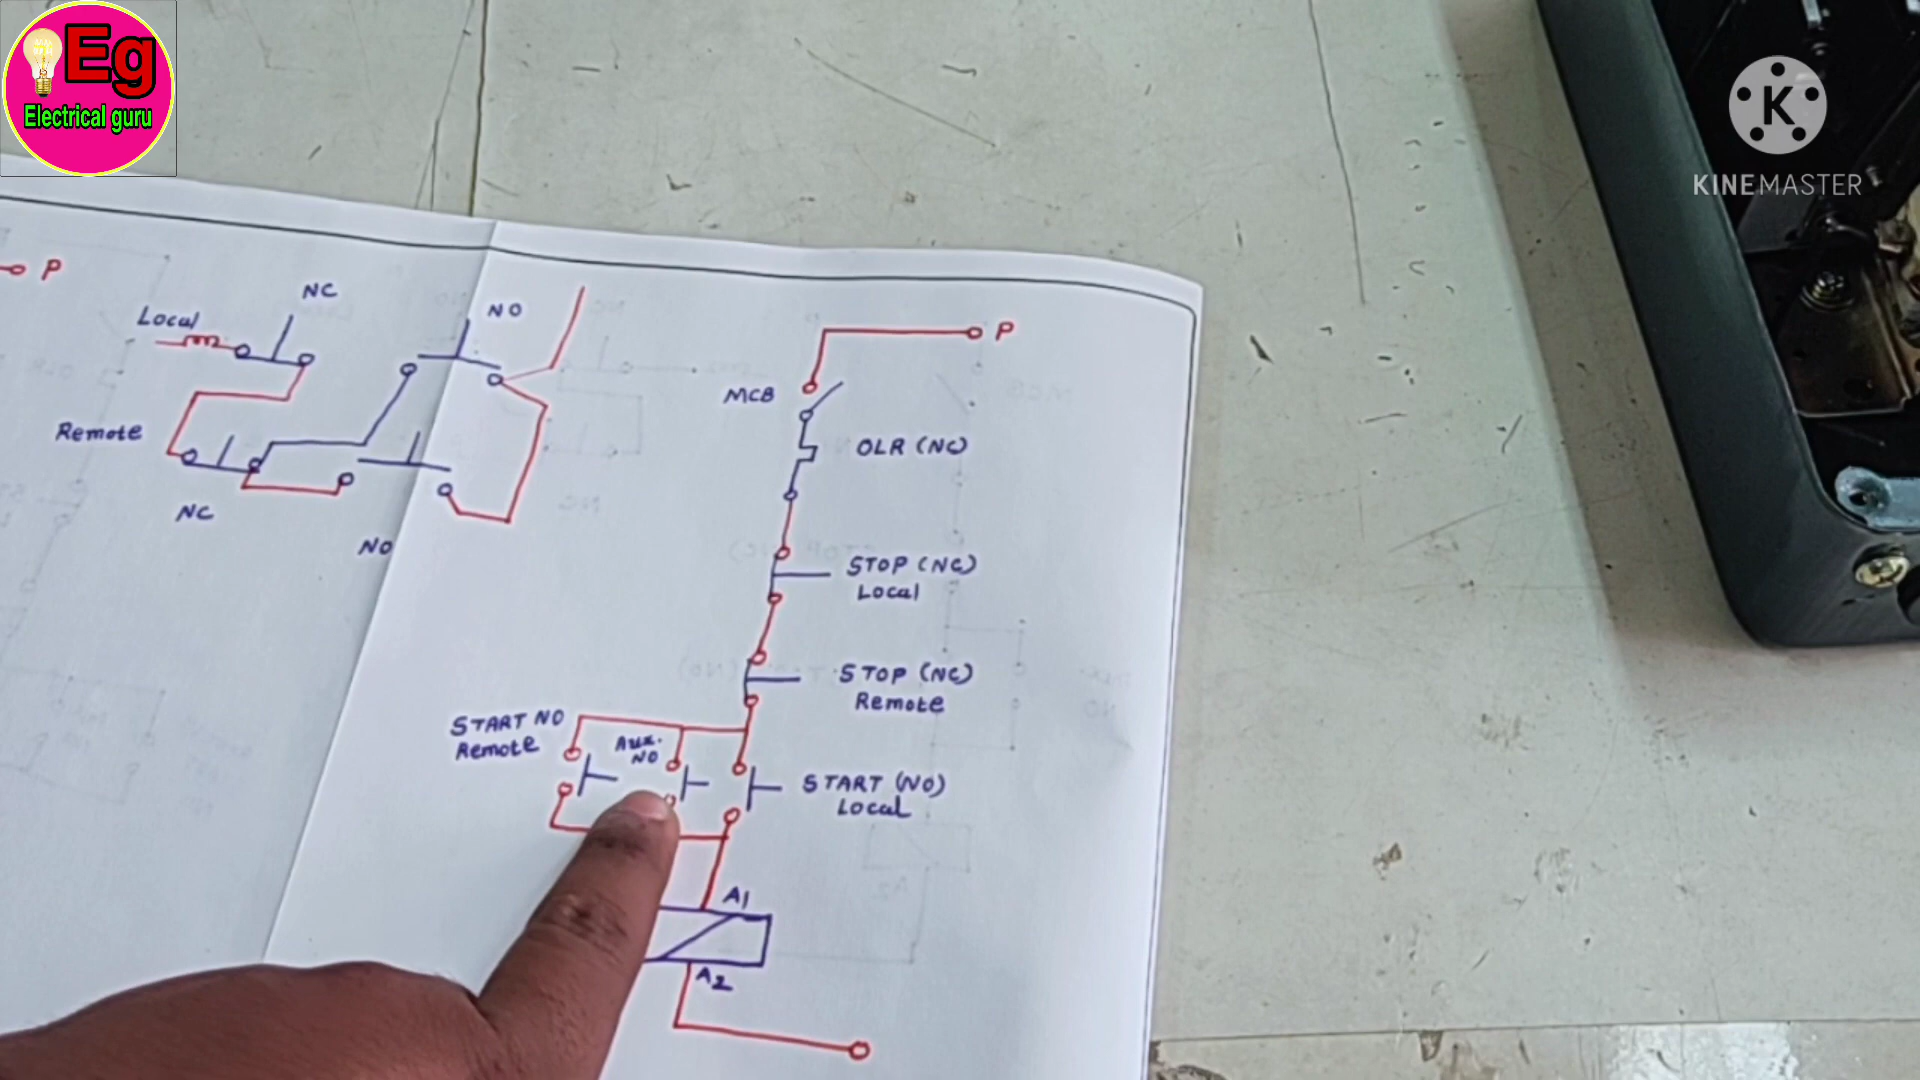 Eg
Electrical guru
KINEMASTER
P
Local
NC
NO
Remote
NC
NO
P
MCB
OLR (NC)
STOP (NC)
Local
STOP (NC)
Remote
START NO
Remote
Aux.
NO
START (NO)
Local
A1
A2